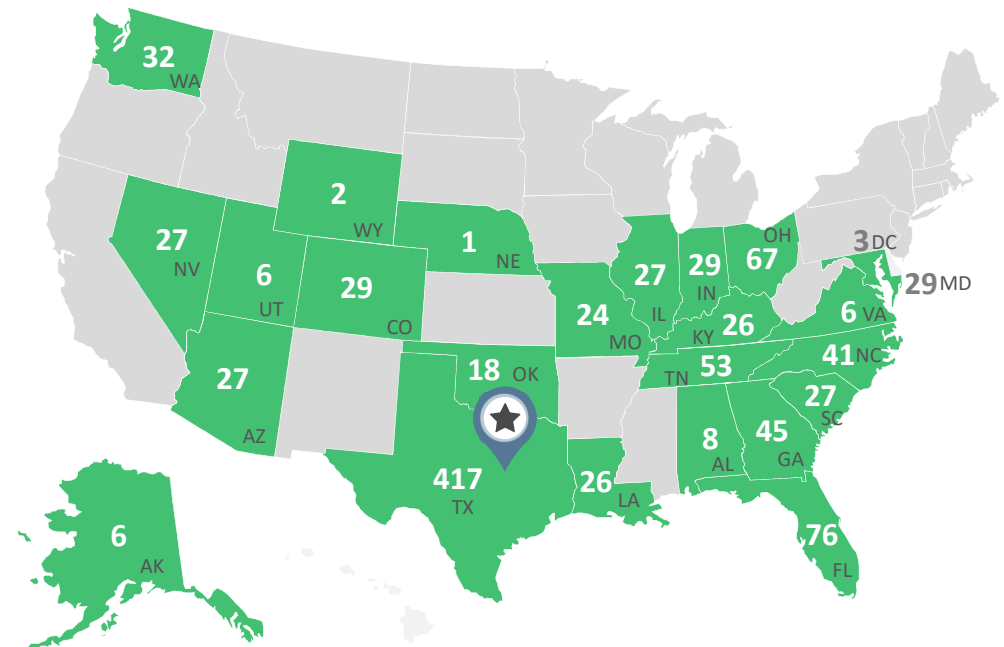 32
WA
2
WY
27
NV
1
NE
OH
67
3 DC
29
IN
27
IL
29 MD
6
UT
29
CO
24
MO
6 VA
KY 26
41 NC
TN 53
18 OK
27
AZ
27
SC
8
AL
45
GA
417
TX
26
LA
6
AK
76
FL